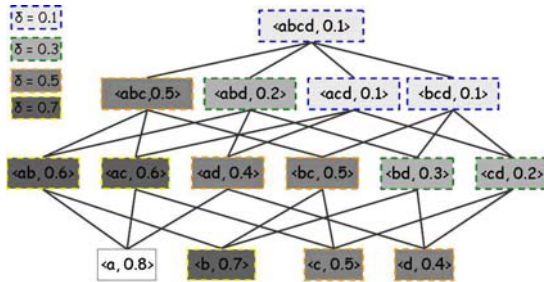 δ = 0.1
δ = 0.3
δ = 0.5
δ = 0.7
<abcd, 0.1>
<abc,0.5> <abd, 0.2> <acd, 0.1> <bcd, 0.1>
<ab, 0.6> <ac, 0.6> <ad, 0.4> <bc, 0.5> <bd, 0.3> <cd, 0.2>
<a, 0.8> <b, 0.7> <c, 0.5> <d, 0.4>